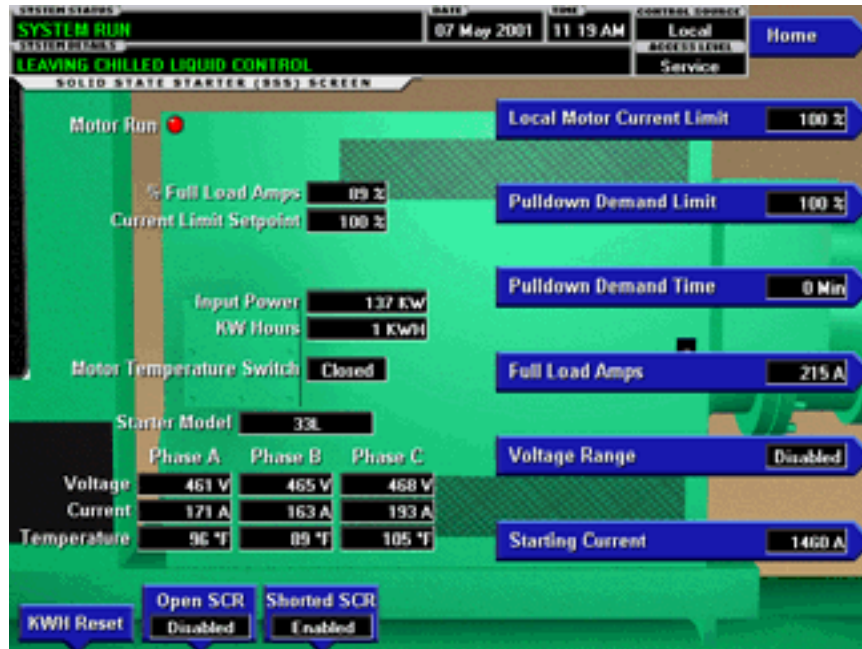 SYSTEM STATUS
SYSTEM RUN
DATE
07 May 2001
TIME
11 19 AM
CONTROL SOURCE
Local
Home
SYSTEM DETAILS
LEAVING CHILLED LIQUID CONTROL
ACCESS LEVEL
Service
SOLID STATE STARTER (SSS) SCREEN
Motor Run
Local Motor Current Limit 100 %
% Full Load Amps 89 %
Current Limit Setpoint 100 %
Pulldown Demand Limit 100 %
Input Power 137 KW
KW Hours 1 KWH
Pulldown Demand Time 0 Min
Motor Temperature Switch Closed
Full Load Amps 215 A
Starter Model 33L
Phase A Phase B Phase C
Voltage 461 V 465 V 468 V
Current 171 A 163 A 193 A
Temperature 96 °F 89 °F 105 °F
Voltage Range Disabled
Starting Current 1460 A
KWH Reset
Open SCR
Disabled
Shorted SCR
Enabled